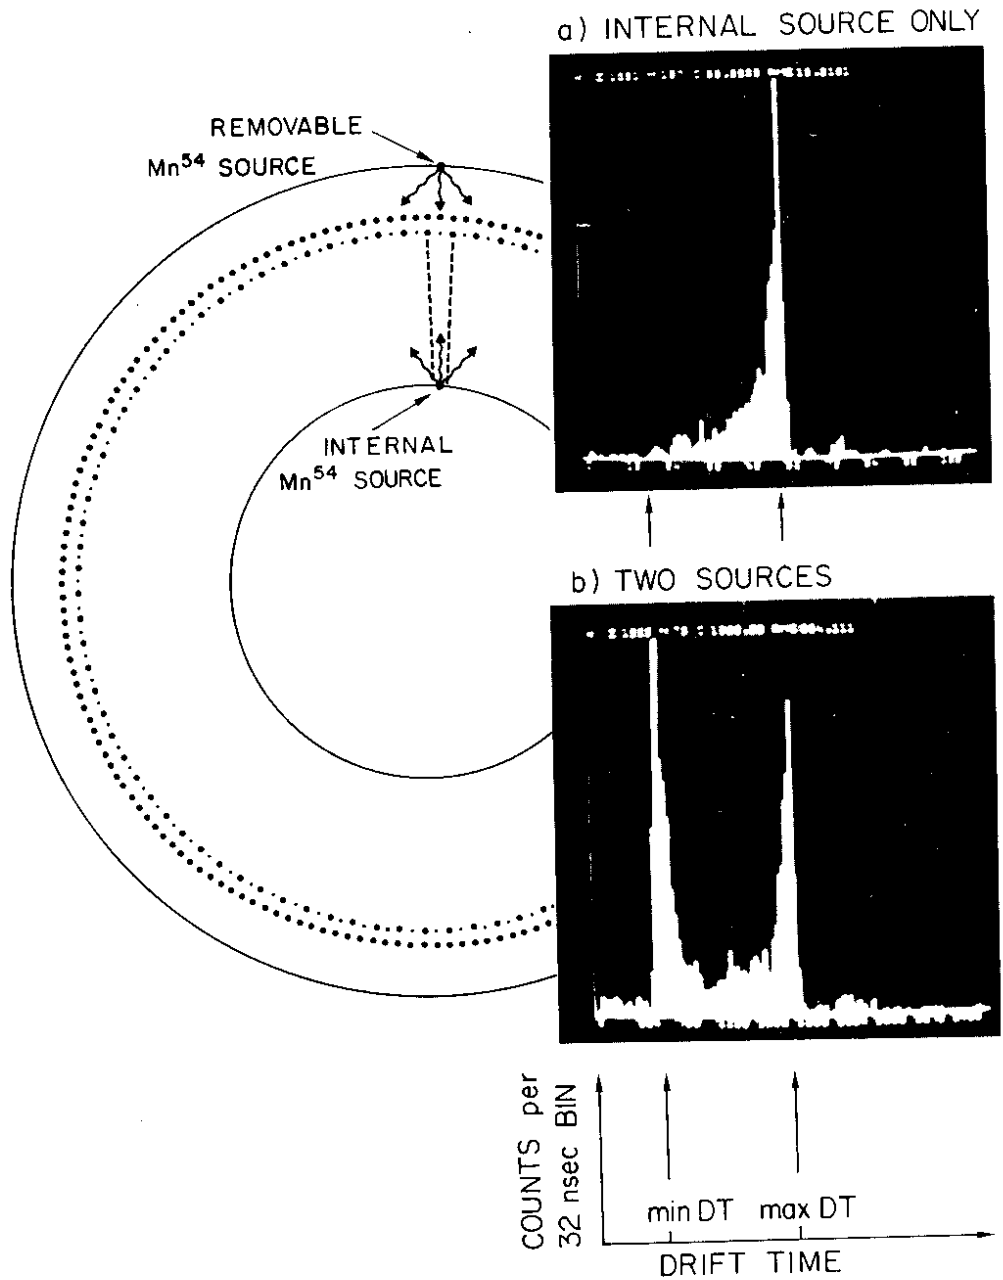 a) INTERNAL SOURCE ONLY
REMOVABLE
Mn⁵⁴ SOURCE
INTERNAL
Mn⁵⁴ SOURCE
b) TWO SOURCES
COUNTS per
32 nsec BIN
min DT
max DT
DRIFT TIME